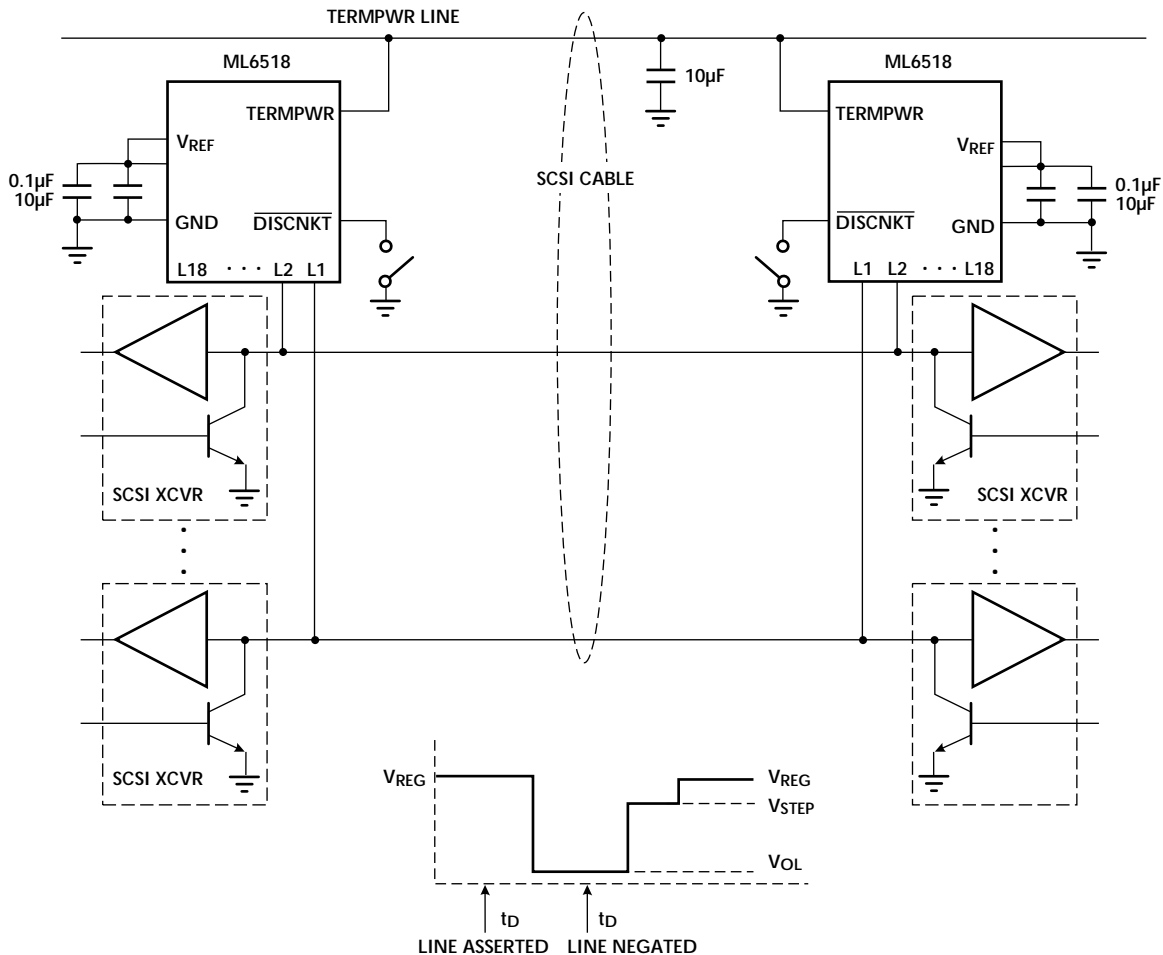 TERMPWR LINE
ML6518
ML6518
10µF
TERMPWR
TERMPWR
VREF
VREF
SCSI CABLE
0.1µF
10µF
0.1µF
10µF
GND
DISCNKT
DISCNKT
GND
L18 · · · L2 L1
L1 L2 · · · L18
SCSI XCVR
SCSI XCVR
SCSI XCVR
VREG
VREG
VSTEP
VOL
tD
tD
LINE ASSERTED
LINE NEGATED